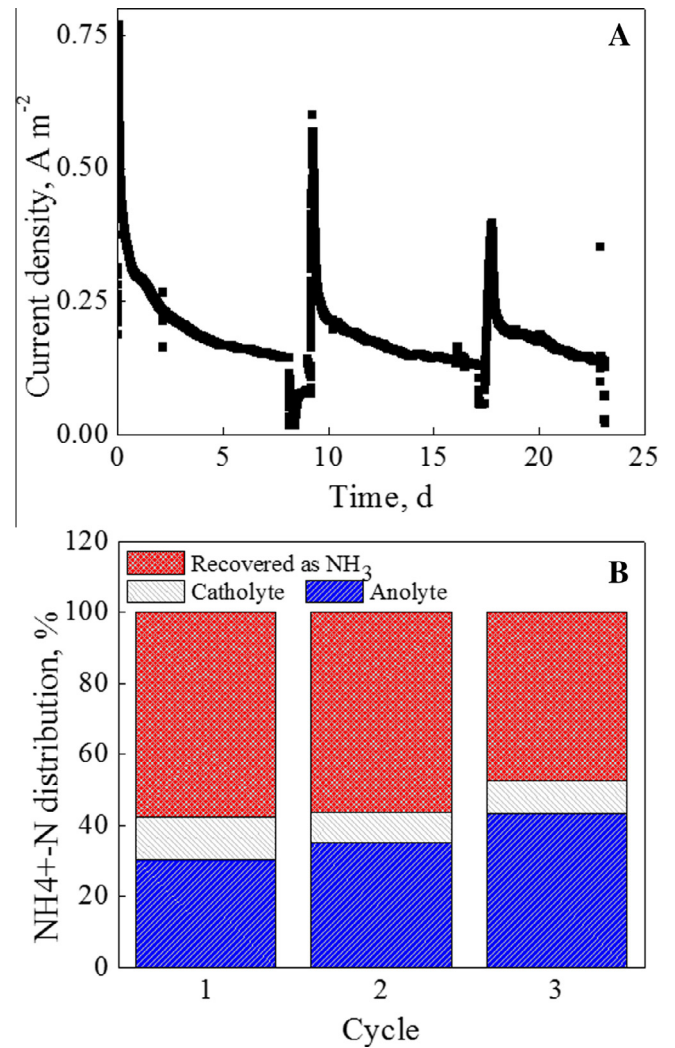 A
Current density, A m⁻²
0.75
0.50
0.25
0.00
0 5 10 15 20 25
Time, d
B
Recovered as NH₃
Catholyte Anolyte
NH4+-N distribution, %
120
100
80
60
40
20
0
1 2 3
Cycle